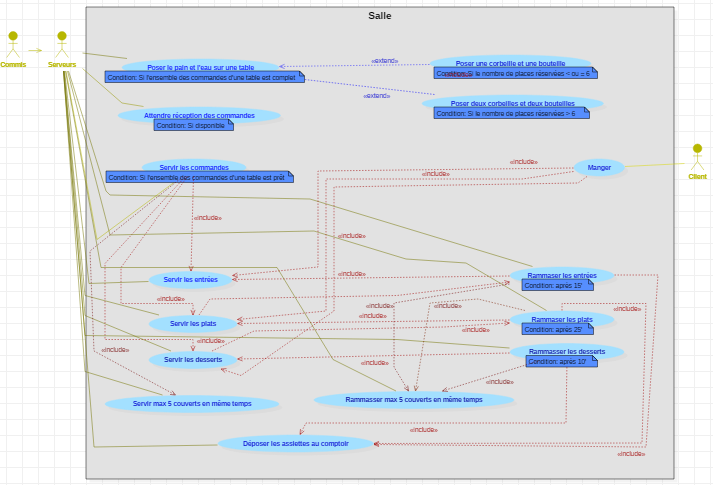 Salle
Commis
Serveurs
Poser le pain et l'eau sur une table
Condition: Si l'ensemble des commandes d'une table est complet
«extend»
Poser une corbeille et une bouteille
Condition: Si le nombre de places réservées < ou = 6
«extend»
Poser deux corbeilles et deux bouteilles
Condition: Si le nombre de places réservées > 6
Attendre réception des commandes
Condition: Si disponible
Servir les commandes
Condition: Si l'ensemble des commandes d'une table est prêt
«include»
«include»
Manger
Client
«include»
«include»
«include»
Servir les entrées
Rammaser les entrées
Condition: après 15'
«include»
«include»
«include»
«include»
Servir les plats
Rammaser les plats
Condition: après 25'
«include»
«include»
«include»
Servir les desserts
Rammaser les desserts
Condition: après 10'
«include»
Servir max 5 couverts en même temps
Rammasser max 5 couverts en même temps
«include»
Déposer les assiettes au comptoir
«include»